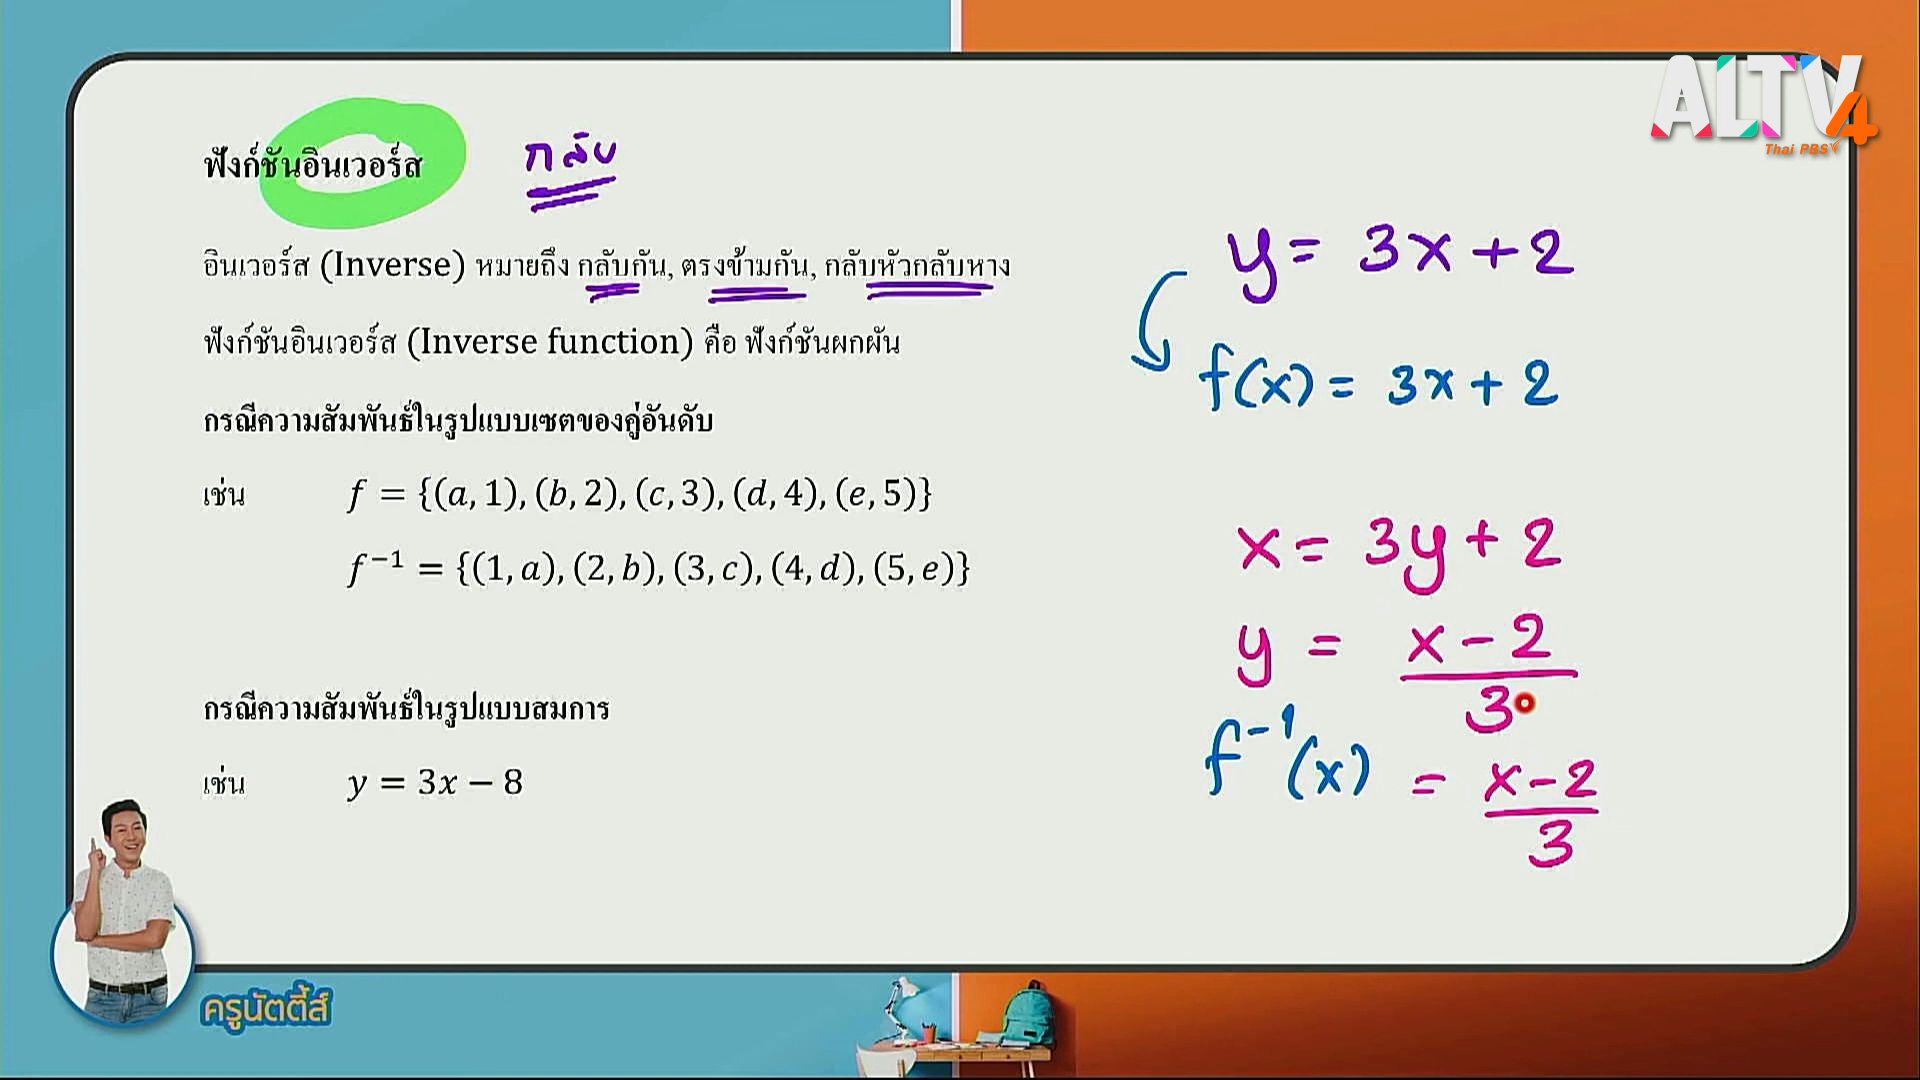 ALTV4
Thai PBS
ฟังก์ชันอินเวอร์ส
กลับ
อินเวอร์ส (Inverse) หมายถึง กลับกัน, ตรงข้ามกัน, กลับหัวกลับหาง
ฟังก์ชันอินเวอร์ส (Inverse function) คือ ฟังก์ชันผกผัน
กรณีความสัมพันธ์ในรูปแบบเซตของคู่อันดับ
เช่น f = {(a, 1), (b, 2), (c, 3), (d, 4), (e, 5)}
f⁻¹ = {(1, a), (2, b), (3, c), (4, d), (5, e)}
กรณีความสัมพันธ์ในรูปแบบสมการ
เช่น y = 3x − 8
y = 3x + 2
f(x) = 3x + 2
x = 3y + 2
y = x − 2
3
f⁻¹(x) = x − 2
3
ครูนัตตี้ส์